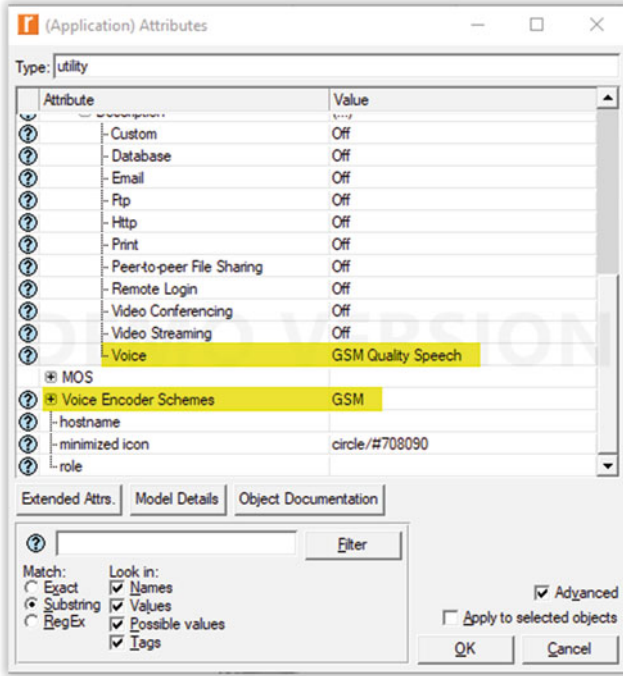 (Application) Attributes
Type: utility
Attribute Value
Description (...)
Custom Off
Database Off
Email Off
Ftp Off
Http Off
Print Off
Peer-to-peer File Sharing Off
Remote Login Off
Video Conferencing Off
Video Streaming Off
Voice GSM Quality Speech
MOS
Voice Encoder Schemes GSM
hostname
minimized icon circle/#708090
role
DEMO VERSION
Extended Attrs. Model Details Object Documentation
Filter
Match: Look in:
Exact Names
Substring Values
RegEx Possible values
Tags
Advanced
Apply to selected objects
OK Cancel